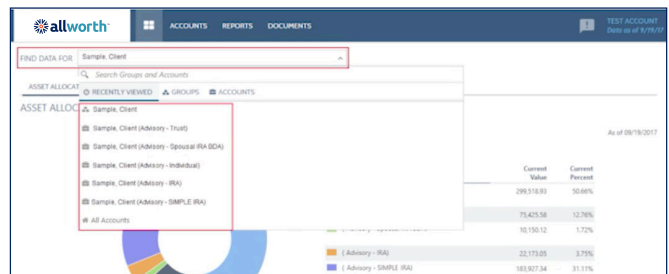 allworth
ACCOUNTS REPORTS DOCUMENTS
TEST ACCOUNT
Data as of 9/19/17
FIND DATA FOR Sample, Client
Search Groups and Accounts
ASSET ALLOCAT
RECENTLY VIEWED GROUPS ACCOUNTS
ASSET ALLOC
Sample, Client
Sample, Client (Advisory - Trust)
As of 09/19/2017
Sample, Client (Advisory - Spousal IRA BDA)
Sample, Client (Advisory - Individual)
Current Value Current Percent
Sample, Client (Advisory - IRA)
299,518.93 50.66%
Sample, Client (Advisory - SIMPLE IRA)
All Accounts
75,425.58 12.76%
10,150.12 1.72%
( Advisory - IRA) 22,173.05 3.75%
( Advisory - SIMPLE IRA) 183,927.34 31.11%